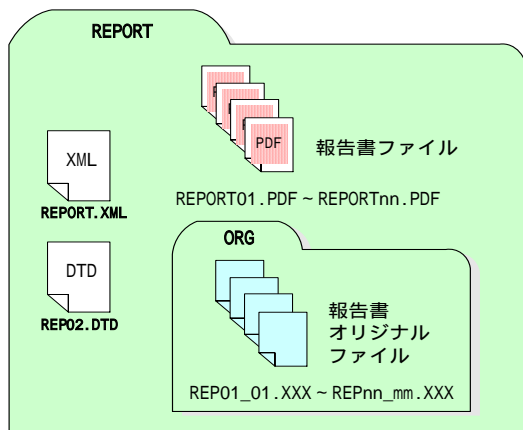 REPORT
PDF
報告書ファイル
REPORT01.PDF ~ REPORTnn.PDF
XML
REPORT.XML
DTD
REP02.DTD
ORG
報告書
オリジナル
ファイル
REP01_01.XXX ~ REPnn_mm.XXX